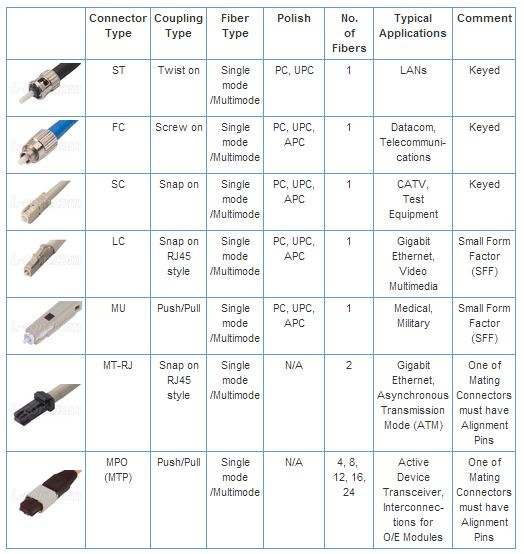 Connector Type Coupling Type Fiber Type Polish No. of Fibers Typical Applications Comment
ST Twist on Single mode /Multimode PC, UPC 1 LANs Keyed
FC Screw on Single mode /Multimode PC, UPC, APC 1 Datacom, Telecommuni-cations Keyed
SC Snap on Single mode /Multimode PC, UPC, APC 1 CATV, Test Equipment Keyed
LC Snap on RJ45 style Single mode /Multimode PC, UPC, APC 1 Gigabit Ethernet, Video Multimedia Small Form Factor (SFF)
MU Push/Pull Single mode /Multimode PC, UPC, APC 1 Medical, Military Small Form Factor (SFF)
MT-RJ Snap on RJ45 style Single mode /Multimode N/A 2 Gigabit Ethernet, Asynchronous Transmission Mode (ATM) One of Mating Connectors must have Alignment Pins
MPO (MTP) Push/Pull Single mode /Multimode N/A 4, 8, 12, 16, 24 Active Device Transceiver, Interconnec-tions for O/E Modules One of Mating Connectors must have Alignment Pins